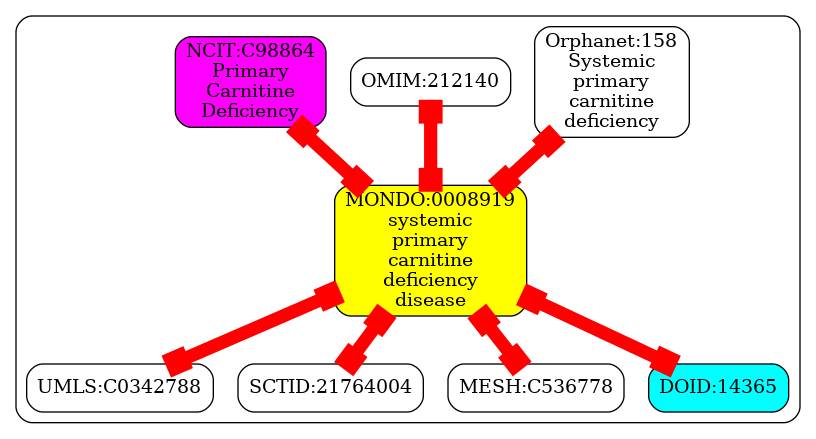 NCIT:C98864
Primary
Carnitine
Deficiency
OMIM:212140
Orphanet:158
Systemic
primary
carnitine
deficiency
MONDO:0008919
systemic
primary
carnitine
deficiency
disease
UMLS:C0342788
SCTID:21764004
MESH:C536778
DOID:14365